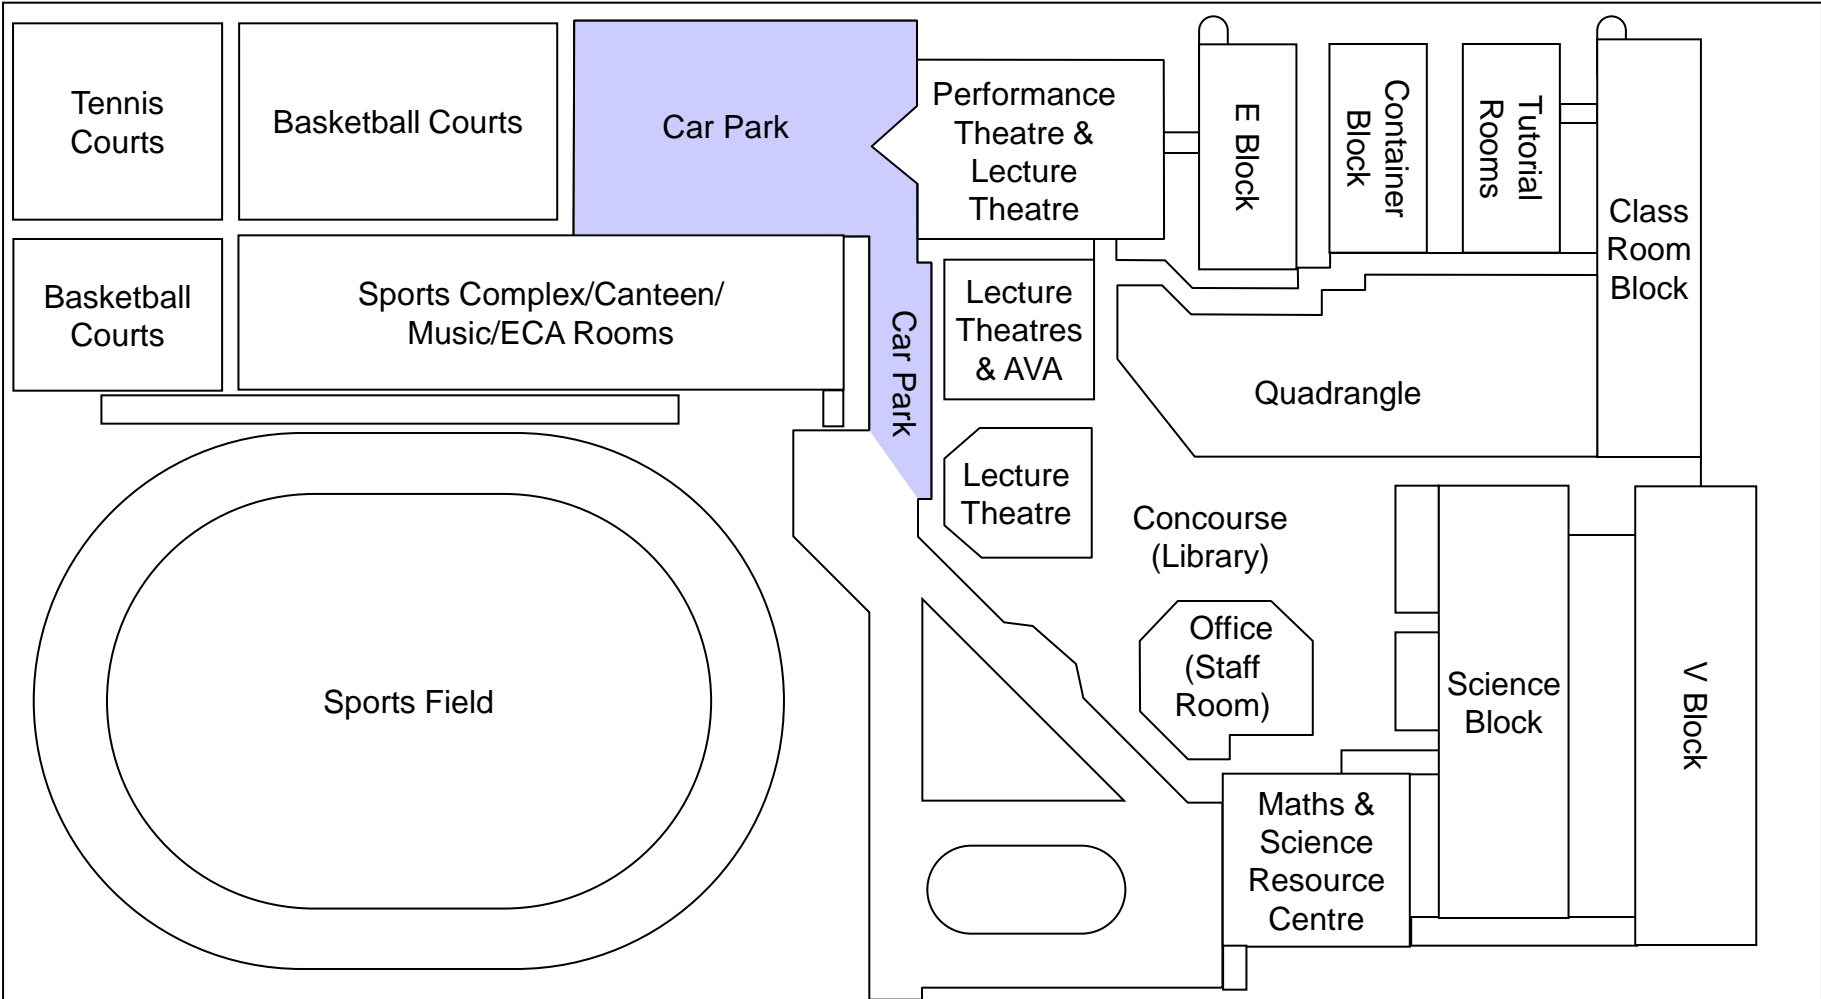 Tennis
Courts
Basketball Courts
Car Park
Performance
Theatre &
Lecture
Theatre
E Block
Container
Block
Tutorial
Rooms
Class
Room
Block
Basketball
Courts
Sports Complex/Canteen/
Music/ECA Rooms
Car Park
Lecture
Theatres
& AVA
Quadrangle
Lecture
Theatre
Concourse
(Library)
Office
(Staff
Room)
Science
Block
V Block
Sports Field
Maths &
Science
Resource
Centre